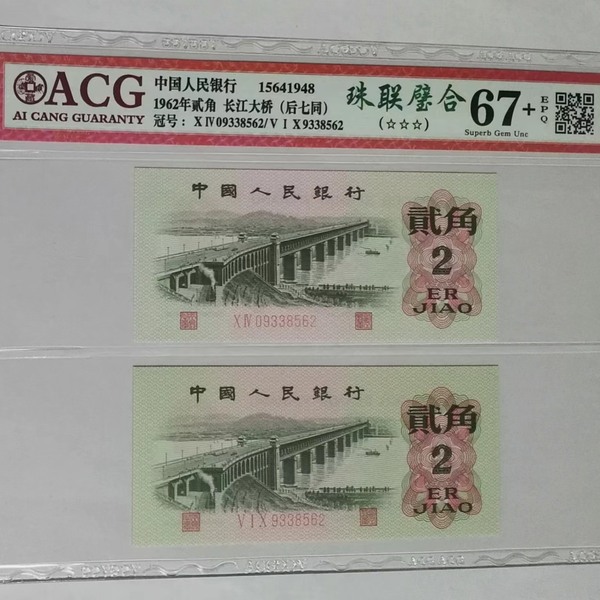 ACG
AI CANG GUARANTY
中国人民银行 15641948
1962年贰角 长江大桥（后七同）
冠号： X IV 09338562/V I X 9338562
珠联璧合
(☆☆☆)
67+
Superb Gem Unc
EPQ
中國人民銀行
貳角
2
ER
JIAO
X IV 09338562
中國人民銀行
貳角
2
ER
JIAO
V I X 9338562